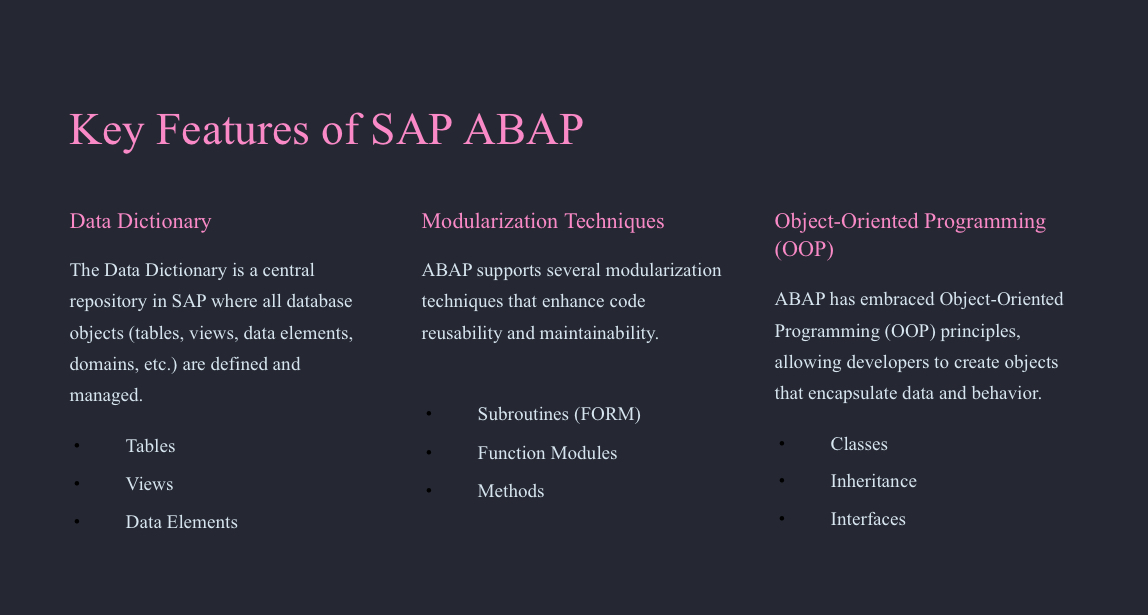 Key Features of SAP ABAP
Data Dictionary
The Data Dictionary is a central
repository in SAP where all database
objects (tables, views, data elements,
domains, etc.) are defined and
managed.
• Tables
• Views
• Data Elements
Modularization Techniques
ABAP supports several modularization
techniques that enhance code
reusability and maintainability.
• Subroutines (FORM)
• Function Modules
• Methods
Object-Oriented Programming
(OOP)
ABAP has embraced Object-Oriented
Programming (OOP) principles,
allowing developers to create objects
that encapsulate data and behavior.
• Classes
• Inheritance
• Interfaces